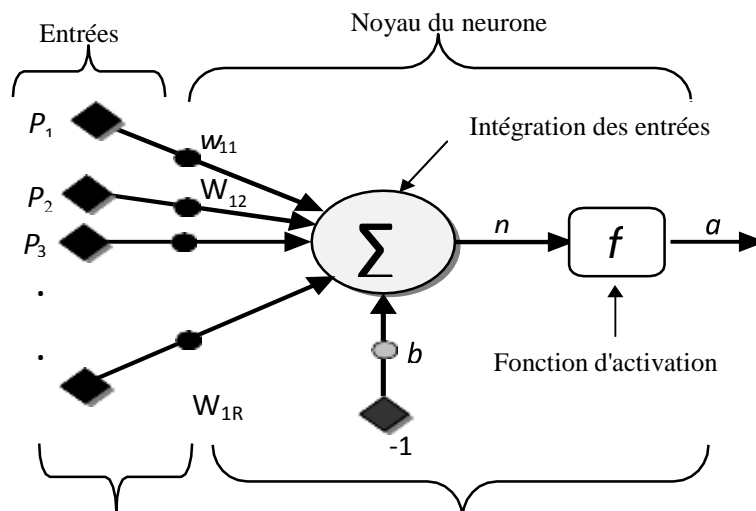 Entrées
Noyau du neurone
P1
w11
Intégration des entrées
P2
W12
P3
Σ
n
f
a
.
.
b
Fonction d'activation
W1R
-1